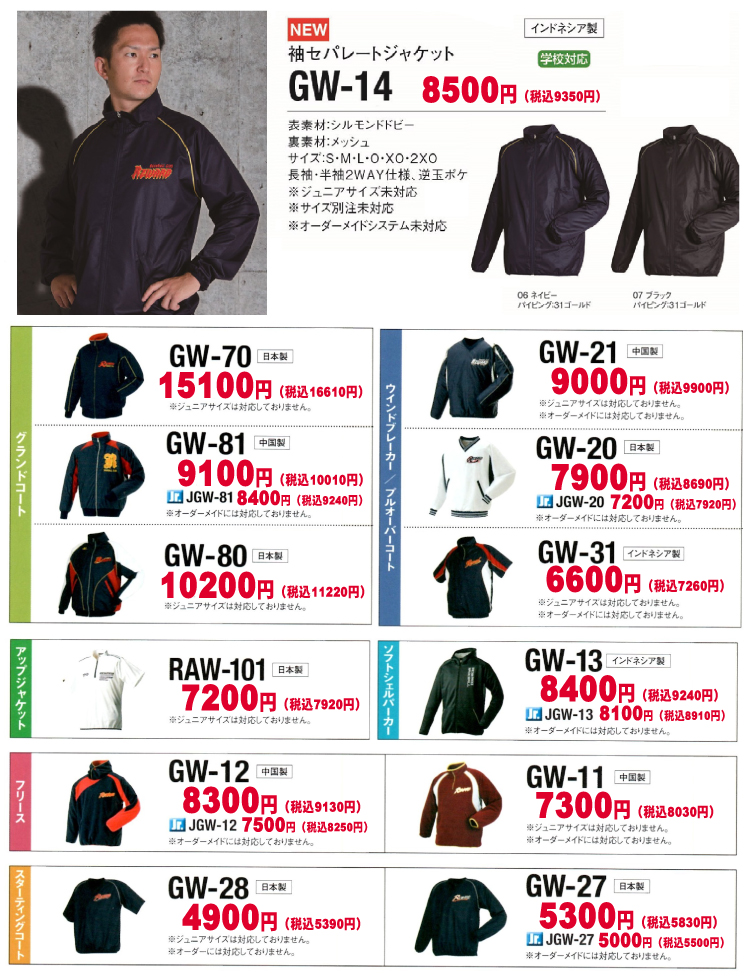 NEW
インドネシア製
袖セパレートジャケット
学校対応
GW-14 8500円（税込9350円）
表素材：シルモンドドビー
裏素材：メッシュ
サイズ：S・M・L・O・XO・2XO
長袖・半袖2WAY仕様、逆玉ポケ
※ジュニアサイズ未対応
※サイズ別注未対応
※オーダーメイドシステム未対応
REWARD
06 ネイビー
パイピング：31ゴールド
07 ブラック
パイピング：31ゴールド
グランドコート
GW-70 日本製
15100円（税込16610円）
※ジュニアサイズは対応しておりません。
GW-81 中国製
9100円（税込10010円）
Jr. JGW-81 8400円（税込9240円）
※オーダーメイドには対応しておりません。
GW-80 日本製
10200円（税込11220円）
※ジュニアサイズは対応しておりません。
ウインドブレーカー／プルオーバーコート
GW-21 中国製
9000円（税込9900円）
※ジュニアサイズは対応しておりません。
※オーダーメイドには対応しておりません。
GW-20 日本製
7900円（税込8690円）
Jr. JGW-20 7200円（税込7920円）
※オーダーメイドには対応しておりません。
GW-31 インドネシア製
6600円（税込7260円）
※ジュニアサイズは対応しておりません。
※オーダーメイドには対応しておりません。
アップジャケット
RAW-101 日本製
7200円（税込7920円）
※ジュニアサイズは対応しておりません。
ソフトシェルパーカー
GW-13 インドネシア製
8400円（税込9240円）
Jr. JGW-13 8100円（税込8910円）
※オーダーメイドには対応しておりません。
フリース
GW-12 中国製
8300円（税込9130円）
Jr. JGW-12 7500円（税込8250円）
※オーダーメイドには対応しておりません。
GW-11 中国製
7300円（税込8030円）
※ジュニアサイズは対応しておりません。
※オーダーメイドには対応しておりません。
スターティングコート
GW-28 日本製
4900円（税込5390円）
※ジュニアサイズは対応しておりません。
※オーダーには対応しておりません。
GW-27 日本製
5300円（税込5830円）
Jr. JGW-27 5000円（税込5500円）
※オーダーメイドには対応しておりません。